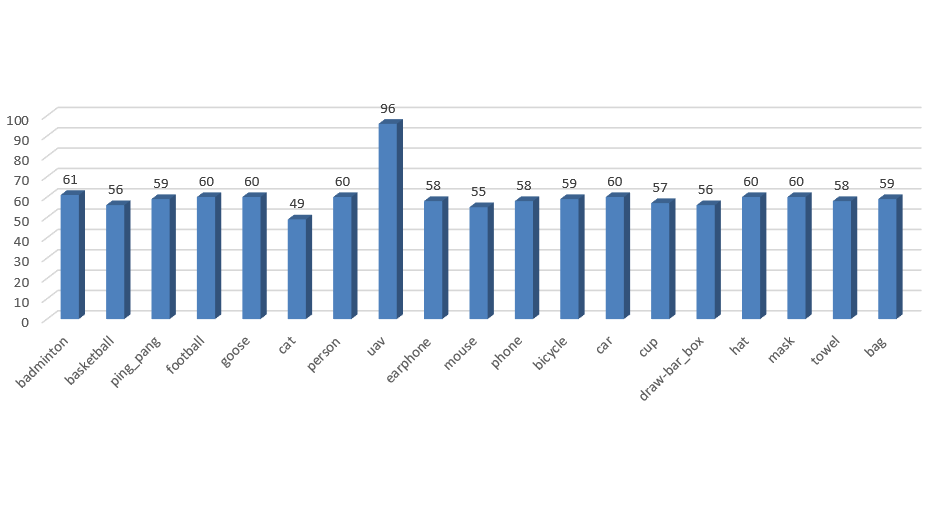 96
100
90
80
70
60
50
40
30
20
10
0
61
56
59
60
60
49
60
58
55
58
59
60
57
56
60
60
58
59
badminton
basketball
ping_pang
football
goose
cat
person
uav
earphone
mouse
phone
bicycle
car
cup
draw-bar_box
hat
mask
towel
bag